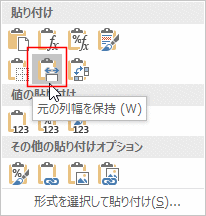 貼り付け
fx
fx
元の列幅を保持 (W)
値の貼り付け
123
123
123
その他の貼り付けオプション
形式を選択して貼り付け(S)...